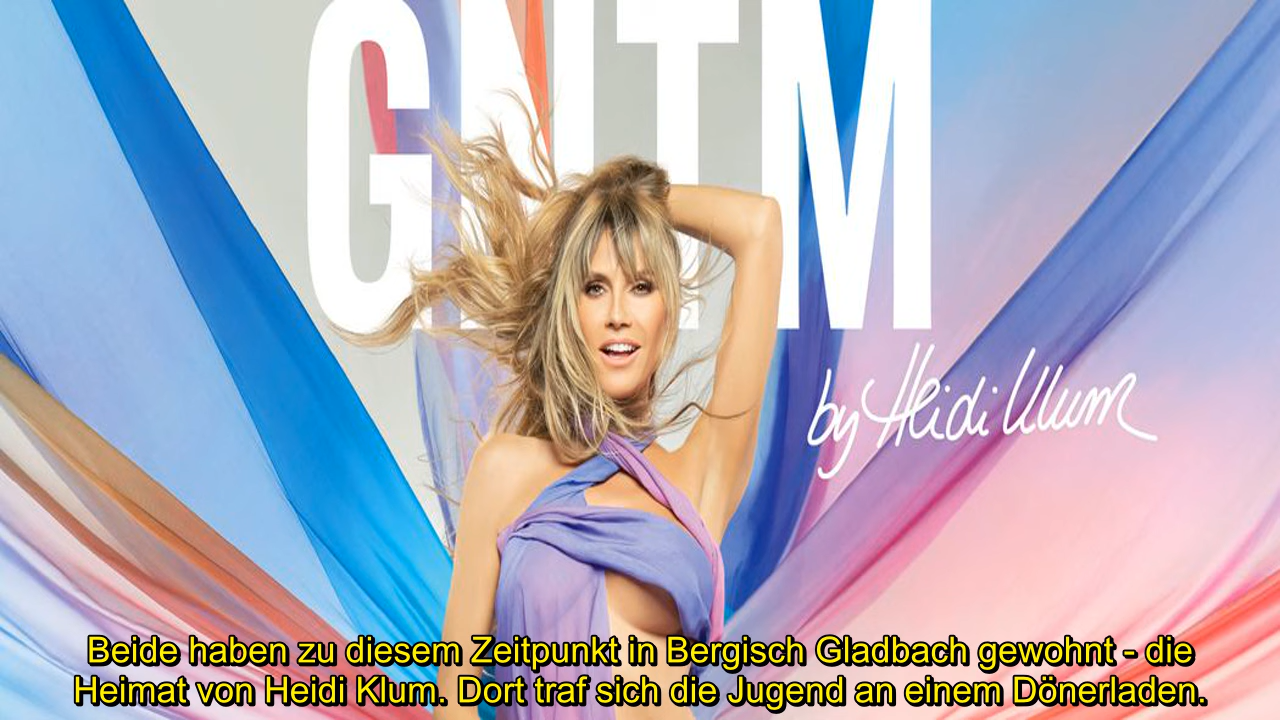 GNTM
by Heidi Klum
Beide haben zu diesem Zeitpunkt in Bergisch Gladbach gewohnt - die
Heimat von Heidi Klum. Dort traf sich die Jugend an einem Dönerladen.